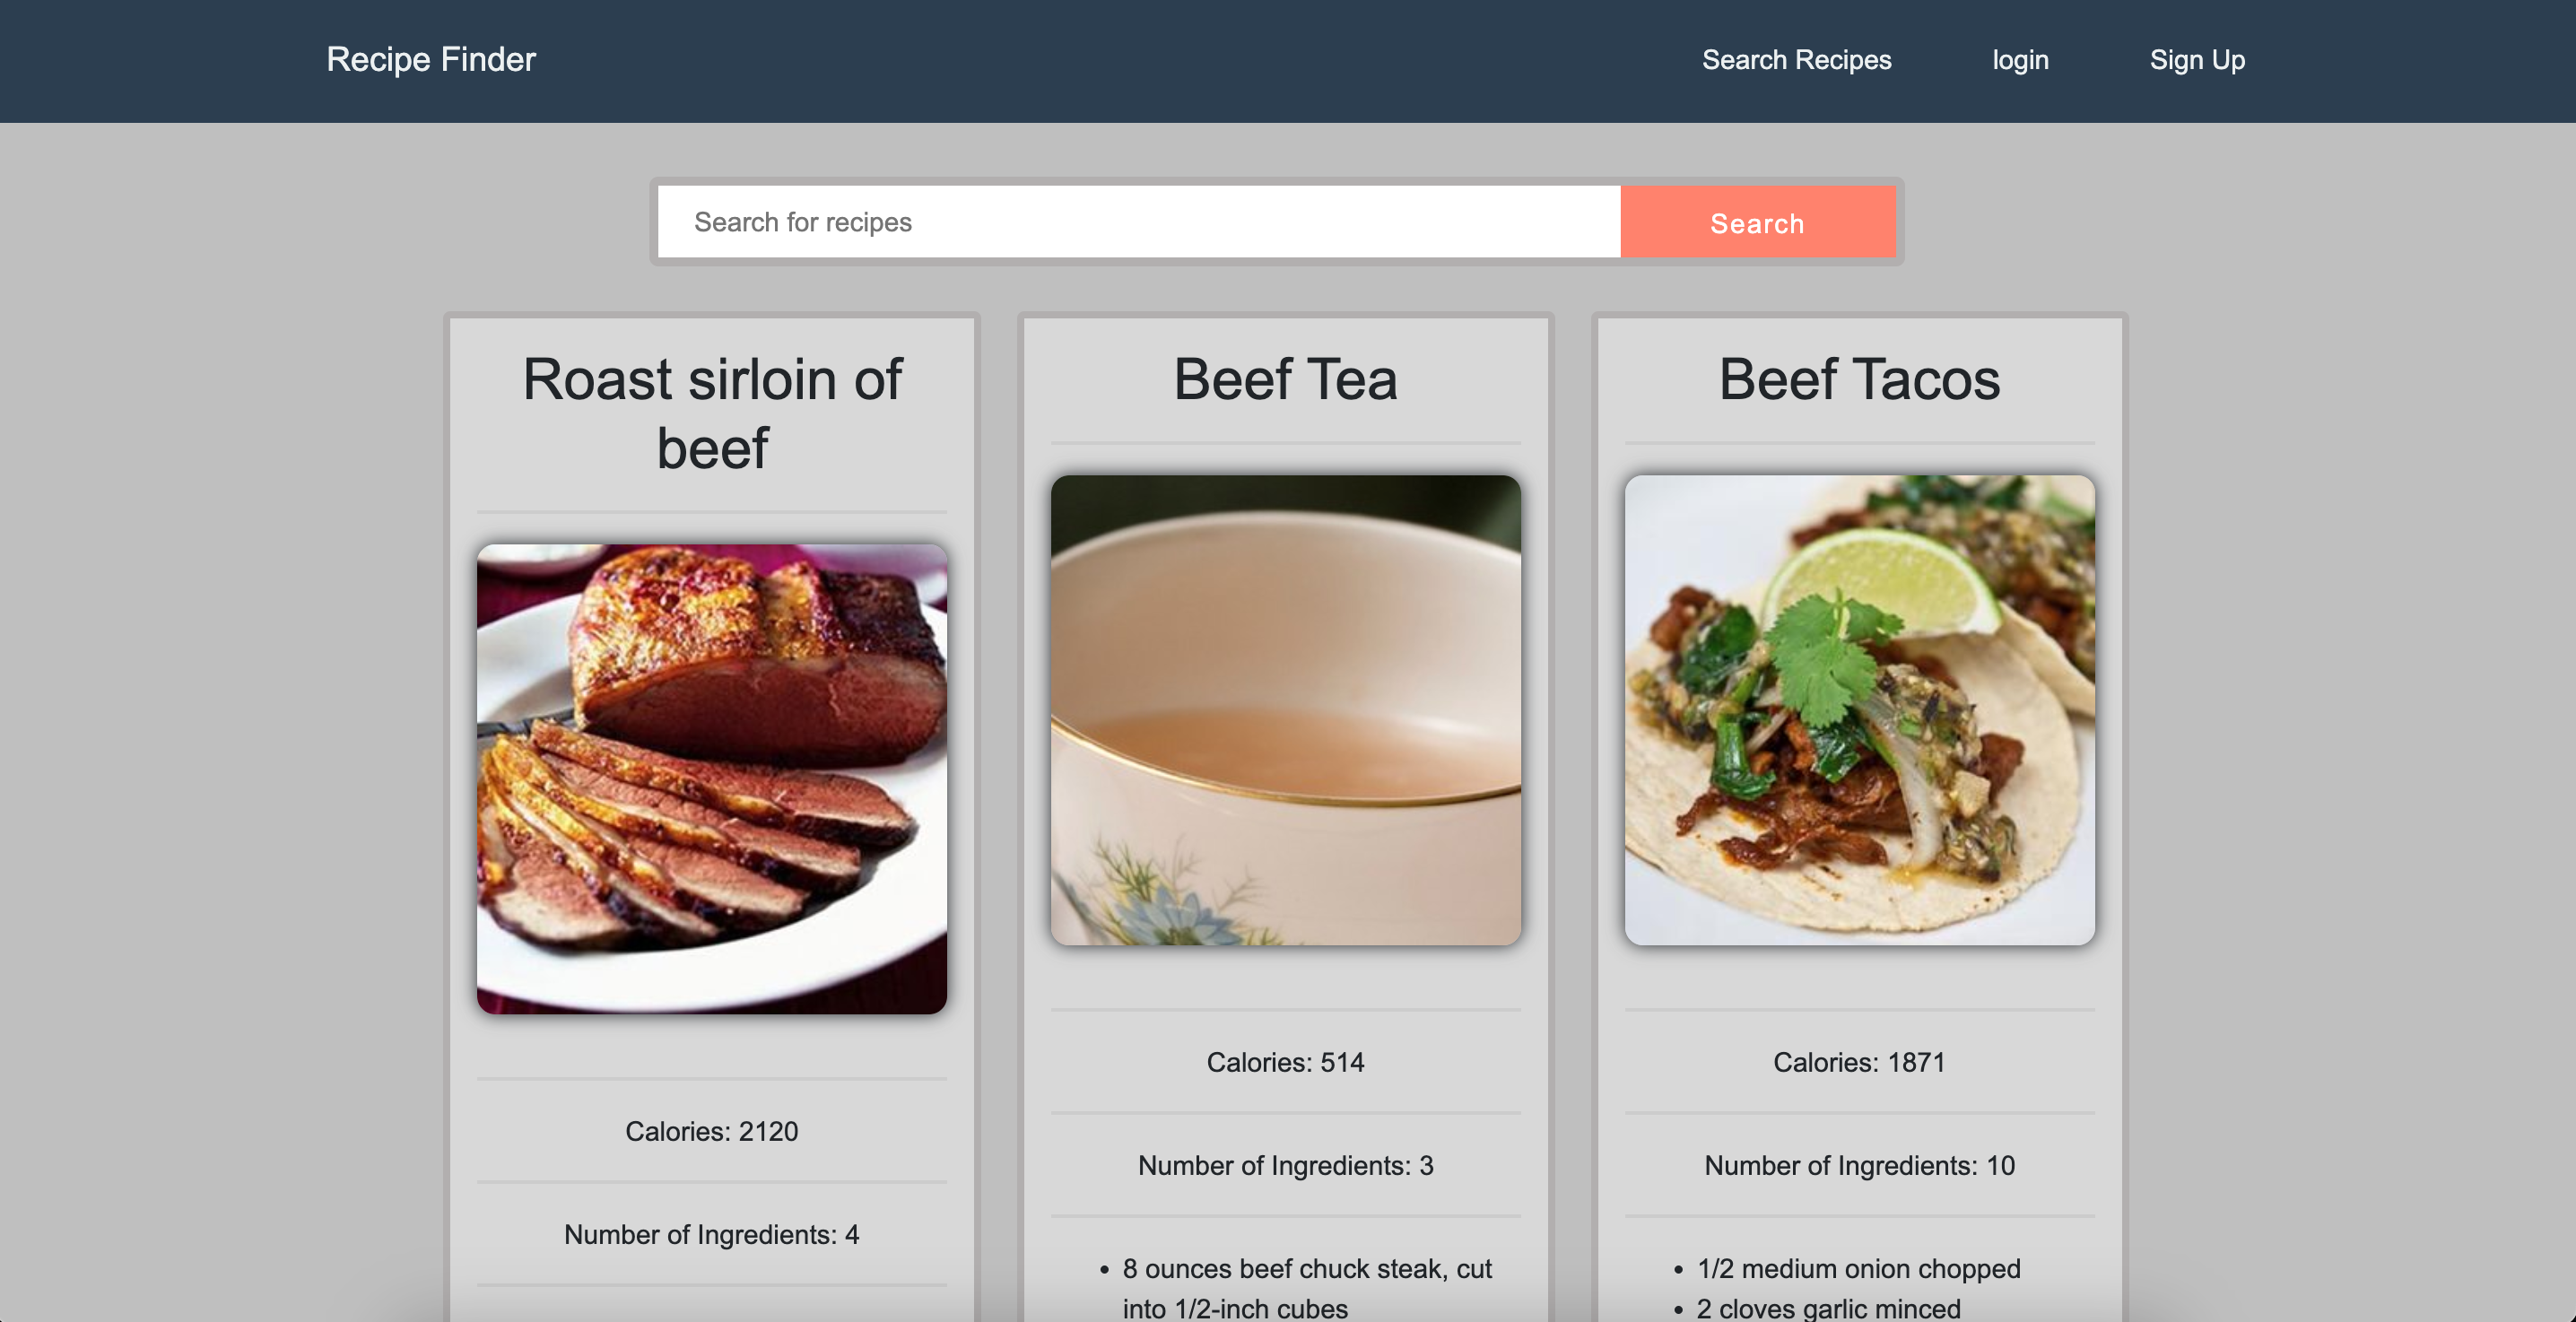 Recipe Finder
Search Recipes
login
Sign Up
Search for recipes
Search
Roast sirloin of
beef
Calories: 2120
Number of Ingredients: 4
Beef Tea
Calories: 514
Number of Ingredients: 3
• 8 ounces beef chuck steak, cut
into 1/2-inch cubes
Beef Tacos
Calories: 1871
Number of Ingredients: 10
• 1/2 medium onion chopped
• 2 cloves garlic minced